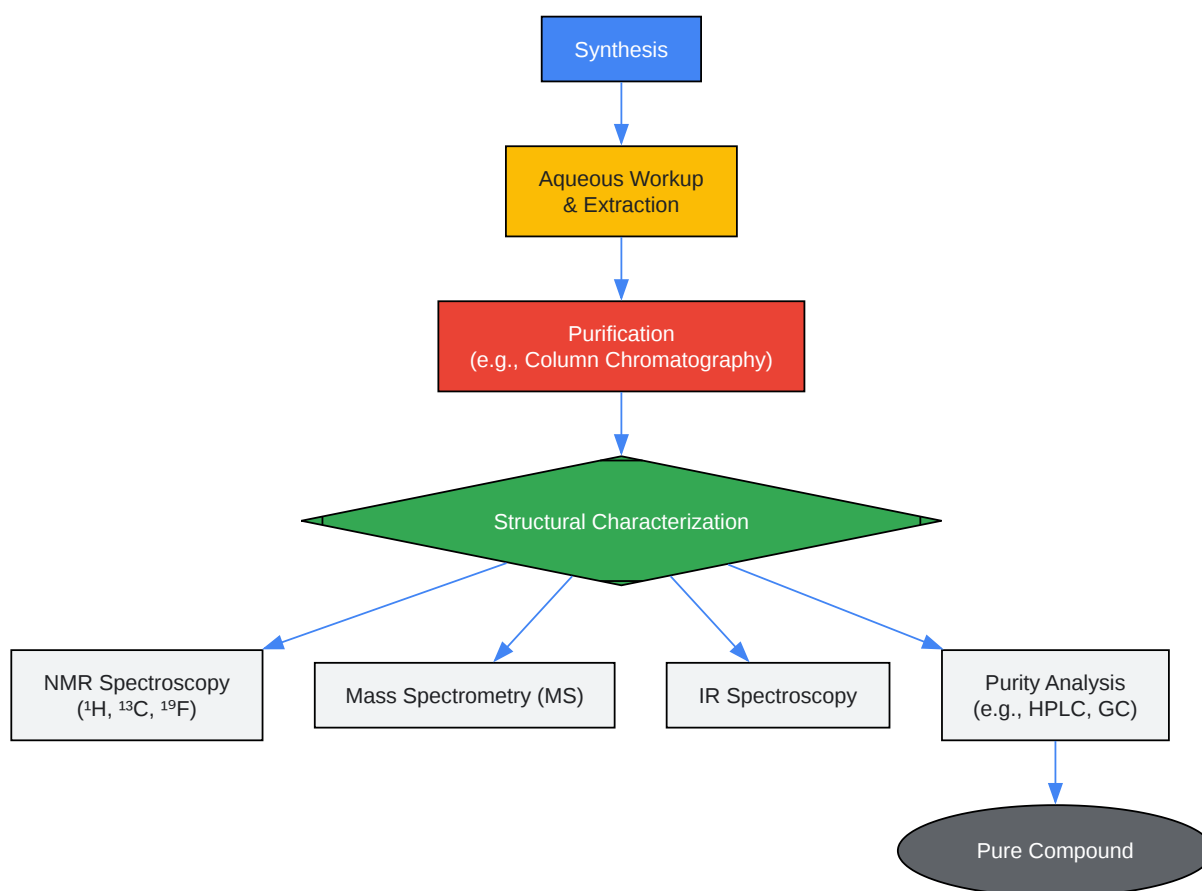 Synthesis
Aqueous Workup
& Extraction
Purification
(e.g., Column Chromatography)
Structural Characterization
NMR Spectroscopy
(¹H, ¹³C, ¹⁹F)
Mass Spectrometry (MS)
IR Spectroscopy
Purity Analysis
(e.g., HPLC, GC)
Pure Compound